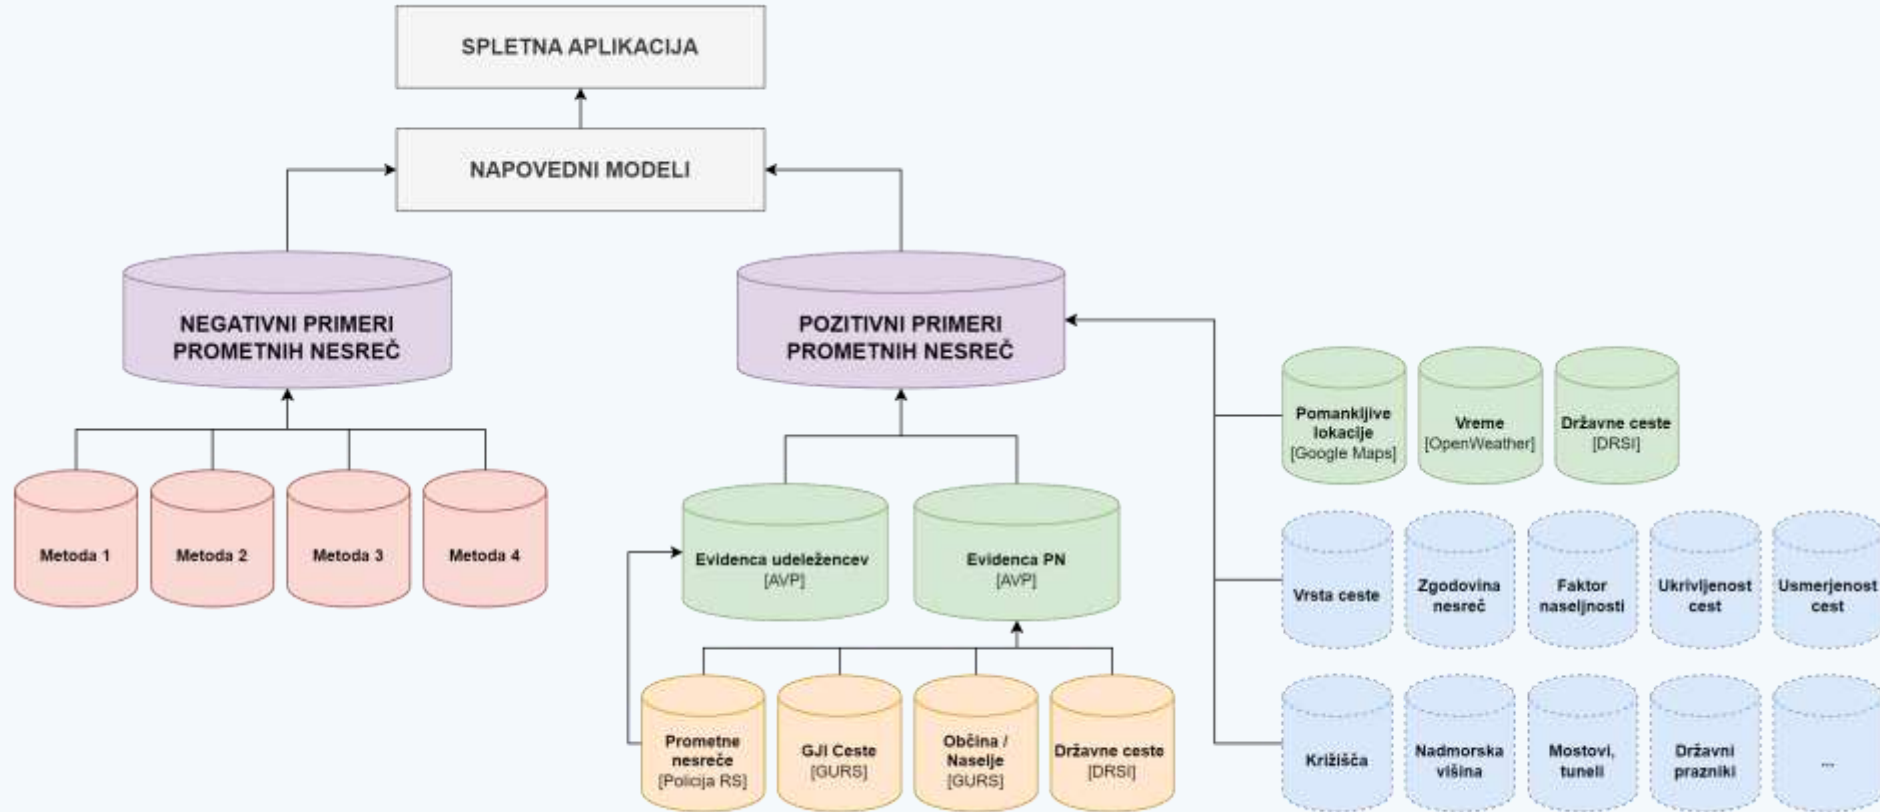 SPLETNA APLIKACIJA
NAPOVEDNI MODELI
NEGATIVNI PRIMERI
PROMETNIH NESREČ
POZITIVNI PRIMERI
PROMETNIH NESREČ
Metoda 1
Metoda 2
Metoda 3
Metoda 4
Evidenca udeležencev
[AVP]
Evidenca PN
[AVP]
Prometne
nesreče
[Policija RS]
GJI Ceste
[GURS]
Občina /
Naselje
[GURS]
Državne ceste
[DRSI]
Pomankljive
lokacije
[Google Maps]
Vreme
[OpenWeather]
Državne ceste
[DRSI]
Vrsta ceste
Zgodovina
nesreč
Faktor
naseljnosti
Ukrivljenost
cest
Usmerjenost
cest
Križišča
Nadmorska
višina
Mostovi,
tuneli
Državni
prazniki
...